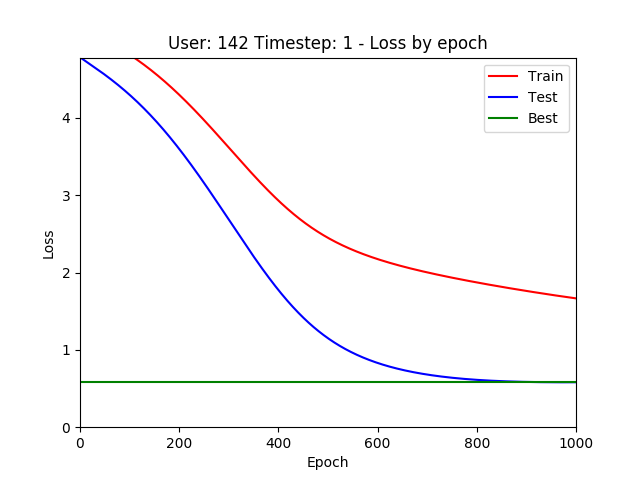 User: 142 Timestep: 1 - Loss by epoch
Train
Test
Best
4
3
2
1
0
Loss
0 200 400 600 800 1000
Epoch